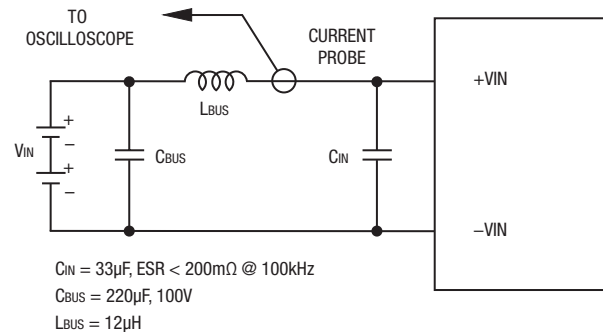 TO
OSCILLOSCOPE
CURRENT
PROBE
+VIN
LBUS
+
−
VIN
+
−
CBUS
CIN
−VIN
CIN = 33µF, ESR < 200mΩ @ 100kHz
CBUS = 220µF, 100V
LBUS = 12µH